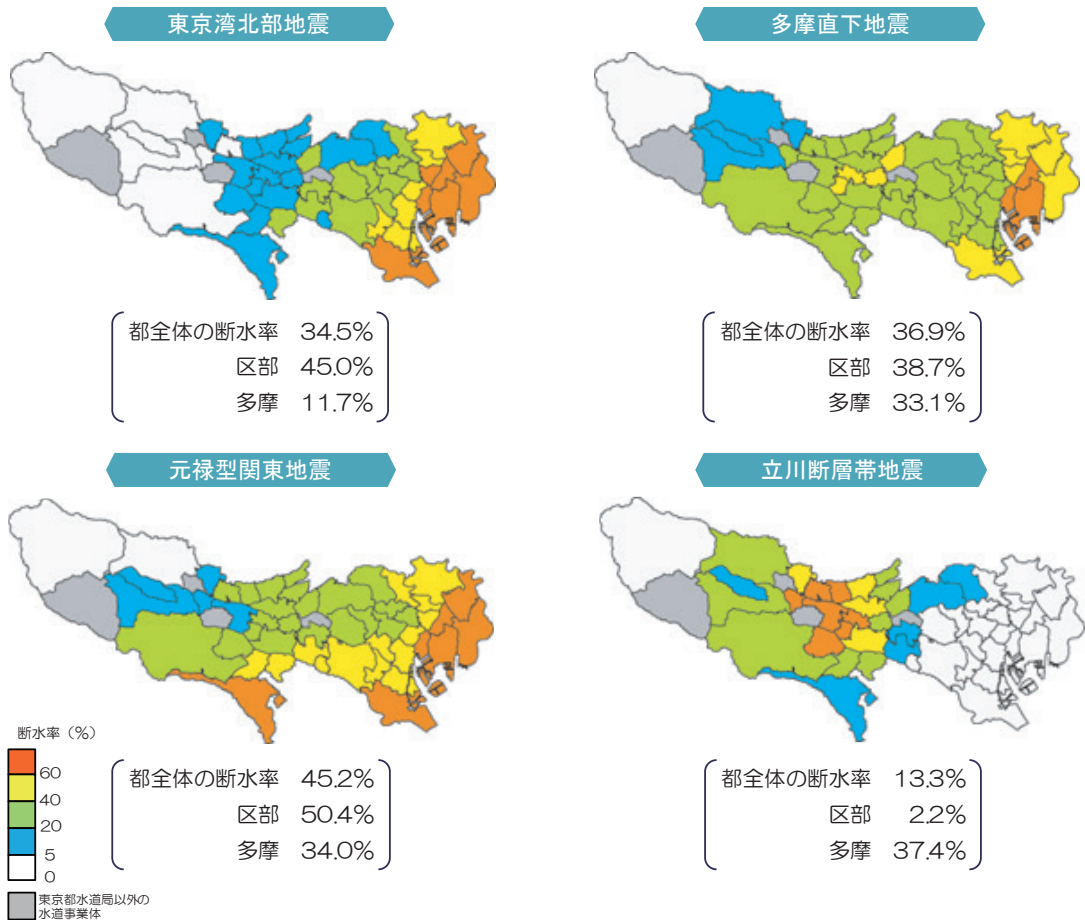 東京湾北部地震
多摩直下地震
都全体の断水率 34.5%
区部 45.0%
多摩 11.7%
都全体の断水率 36.9%
区部 38.7%
多摩 33.1%
元禄型関東地震
立川断層帯地震
都全体の断水率 45.2%
区部 50.4%
多摩 34.0%
都全体の断水率 13.3%
区部 2.2%
多摩 37.4%
断水率(%)
60
40
20
5
0
東京都水道局以外の
水道事業体